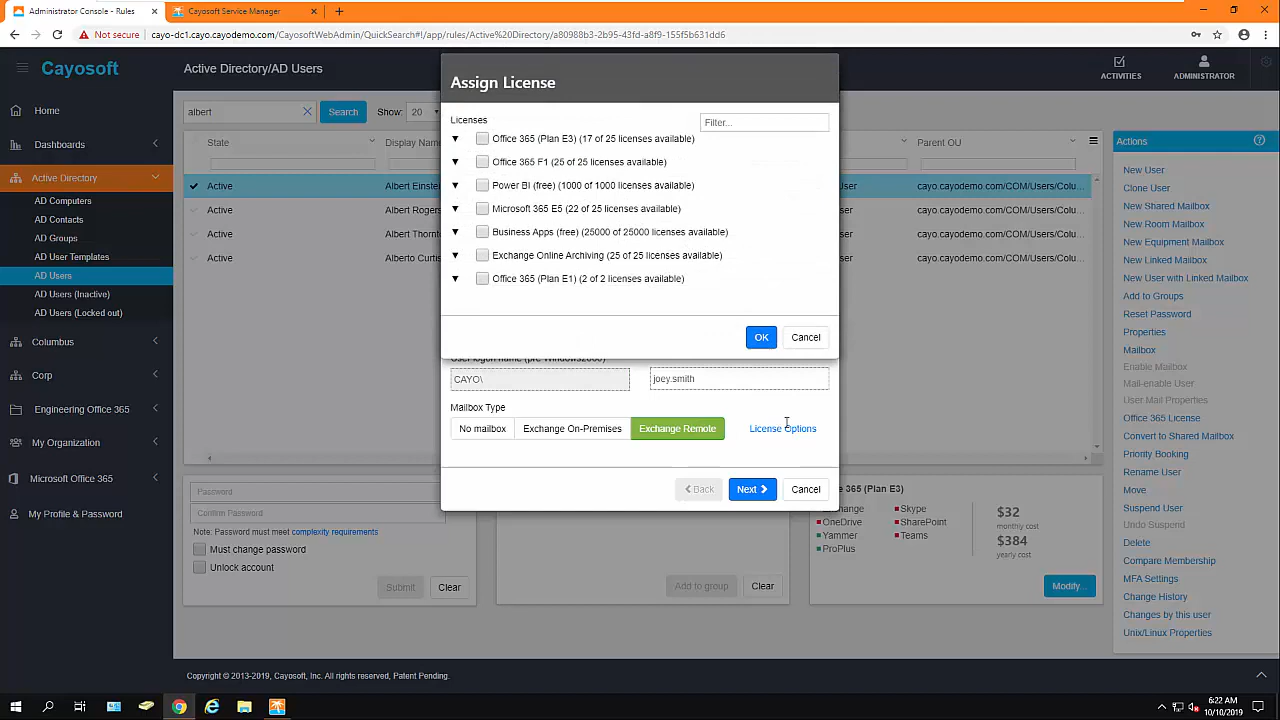 Administrator Console - Rules
Cayosoft Service Manager
Not secure
cayo-dc1.cayo.cayodemo.com/CayosoftWebAdmin/QuickSearch#!/app/rules/Active%20Directory/a80988b3-2b95-43fd-a8f9-155f5b631dd6
Cayosoft
Active Directory/AD Users
ACTIVITIES
ADMINISTRATOR
Home
Dashboards
Active Directory
AD Computers
AD Contacts
AD Groups
AD User Templates
AD Users
AD Users (Inactive)
AD Users (Locked out)
Columbus
Corp
Engineering Office 365
My Organization
Microsoft Office 365
My Profile & Password
albert
Search
Show: 20
State
Display Name
Parent OU
Active
Albert Einste
User
cayo.cayodemo.com/COM/Users/Colu...
Active
Albert Rogers
cayo.cayodemo.com/COM/Users/Colu...
Active
Albert Thornt
cayo.cayodemo.com/COM/Users/Colu...
Active
Alberto Curtis
cayo.cayodemo.com/COM/Users/Colu...
Assign License
Licenses
Filter...
Office 365 (Plan E3) (17 of 25 licenses available)
Office 365 F1 (25 of 25 licenses available)
Power BI (free) (1000 of 1000 licenses available)
Microsoft 365 E5 (22 of 25 licenses available)
Business Apps (free) (25000 of 25000 licenses available)
Exchange Online Archiving (25 of 25 licenses available)
Office 365 (Plan E1) (2 of 2 licenses available)
OK
Cancel
User logon name (pre Windows2000)
CAYO\
joey.smith
Mailbox Type
No mailbox
Exchange On-Premises
Exchange Remote
License Options
Back
Next
Cancel
Password
Confirm Password
Note: Password must meet complexity requirements
Must change password
Unlock account
Submit
Clear
Add to group
Clear
365 (Plan E3)
Skype
OneDrive
SharePoint
Yammer
Teams
ProPlus
$32
monthly cost
$384
yearly cost
Modify...
Actions
New User
Clone User
New Shared Mailbox
New Room Mailbox
New Equipment Mailbox
New Linked Mailbox
New User with Linked Mailbox
Add to Groups
Reset Password
Properties
Mailbox
Enable Mailbox
Mail-enable User
User Mail Properties
Office 365 License
Convert to Shared Mailbox
Priority Booking
Rename User
Move
Suspend User
Undo Suspend
Delete
Compare Membership
MFA Settings
Change History
Changes by this user
Unix/Linux Properties
Copyright © 2013-2019, Cayosoft, Inc. All rights reserved, Patent Pending.
6:22 AM
10/10/2019